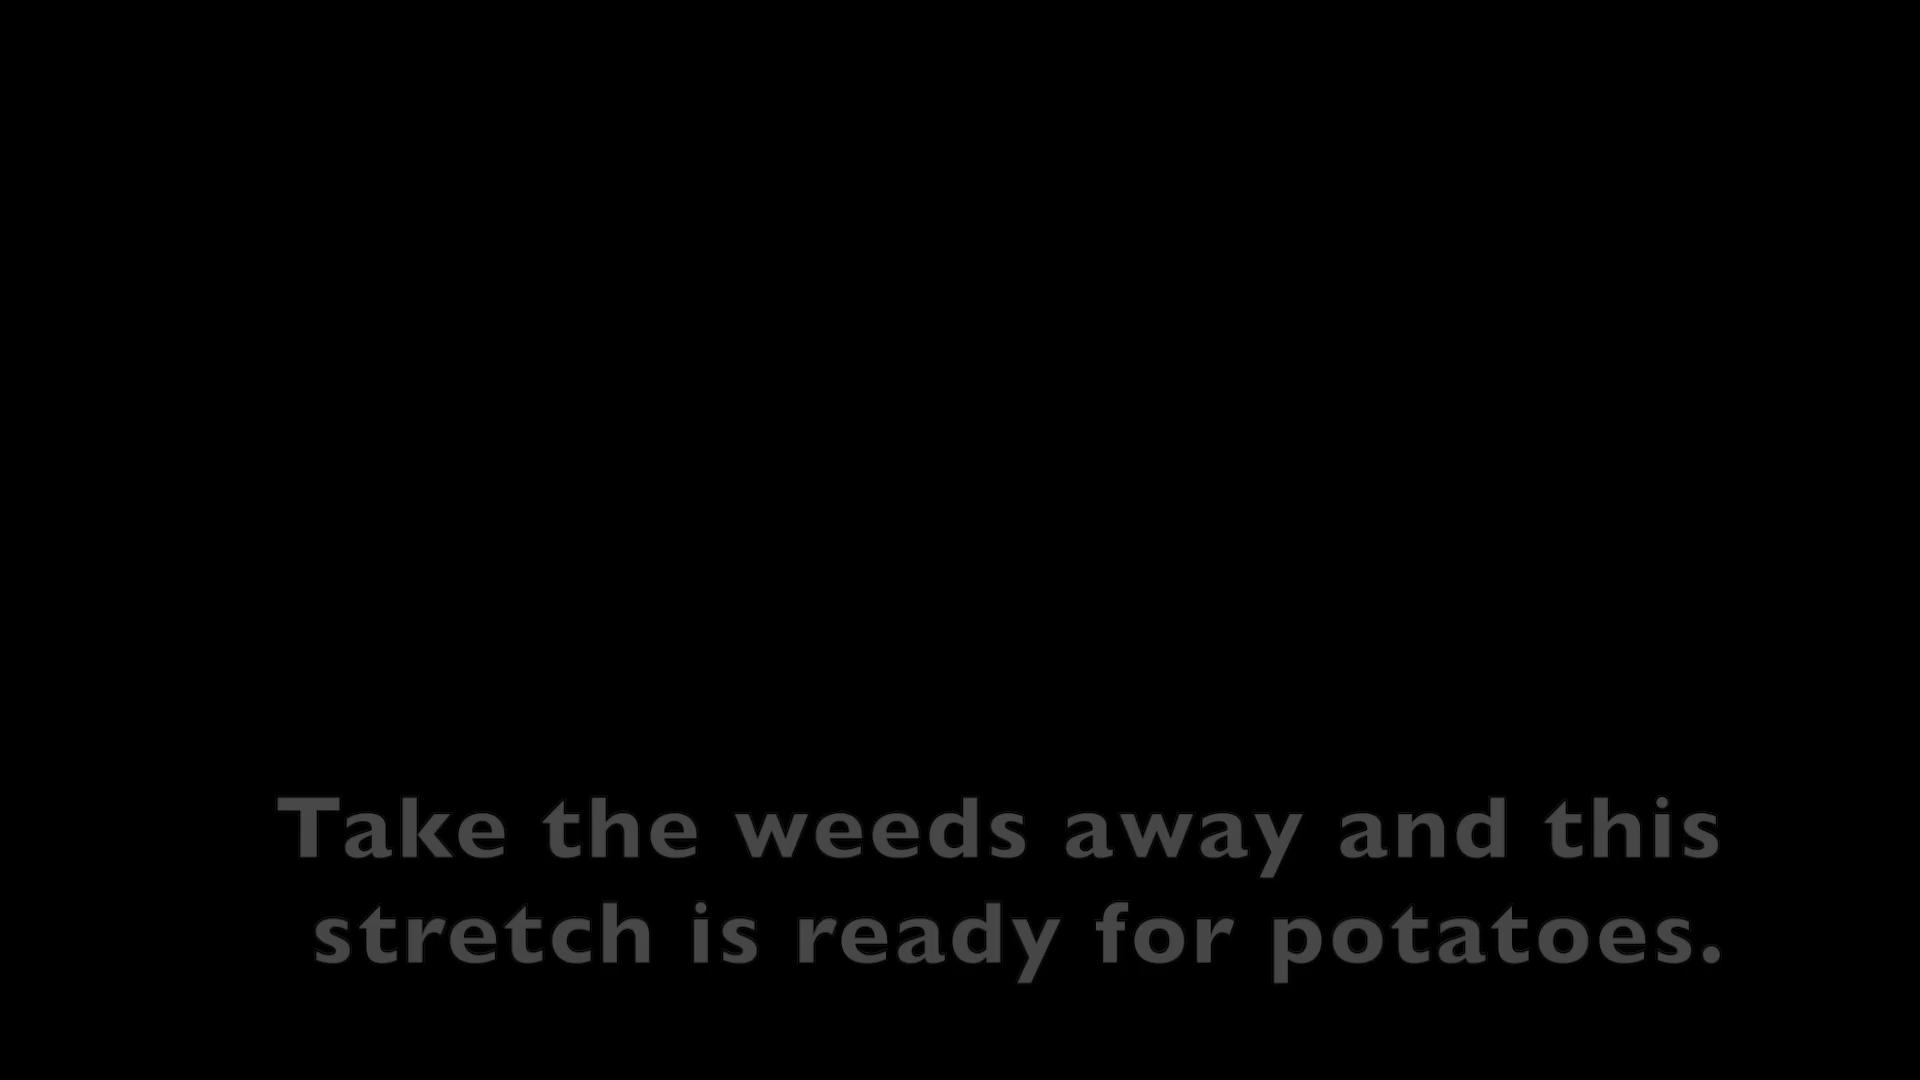 Take the weeds away and this
stretch is ready for potatoes.